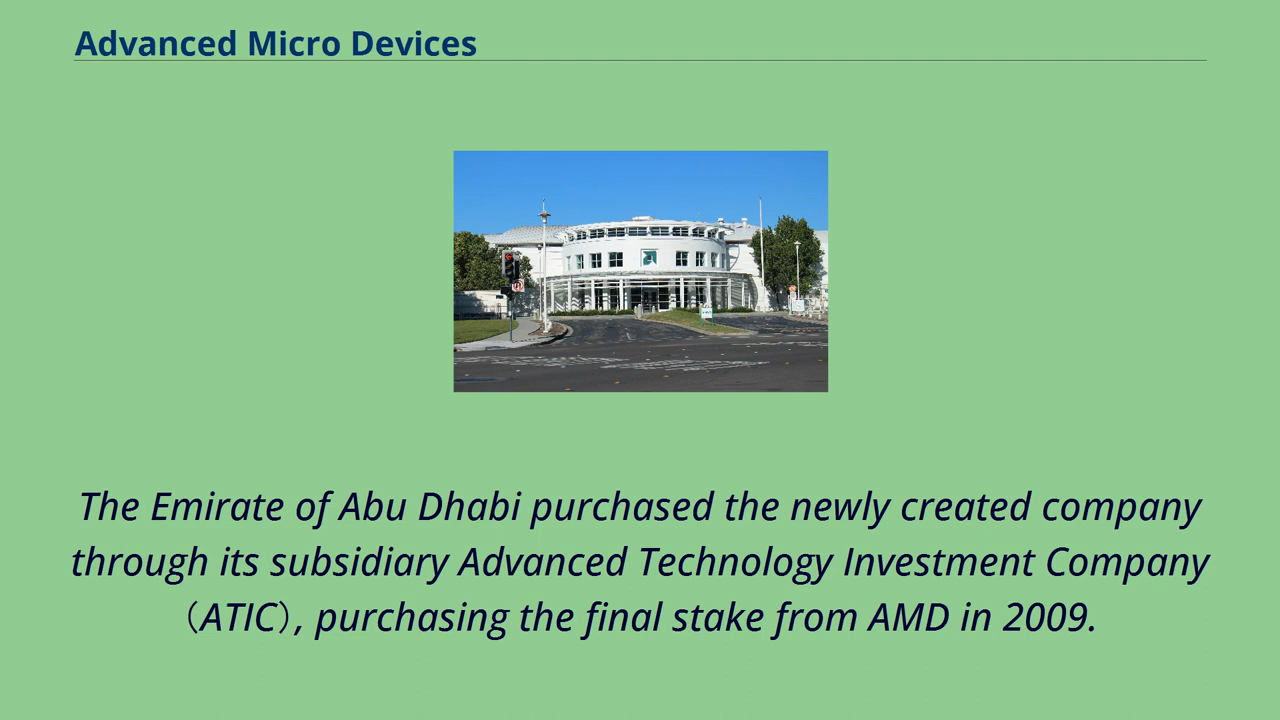 Advanced Micro Devices
The Emirate of Abu Dhabi purchased the newly created company
through its subsidiary Advanced Technology Investment Company
（ATIC）, purchasing the final stake from AMD in 2009.